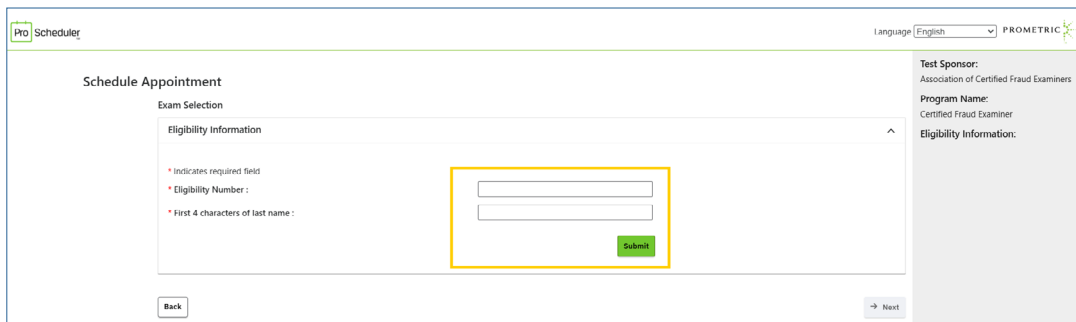 Pro Scheduler
Language English PROMETRIC
Schedule Appointment
Exam Selection
Eligibility Information
* Indicates required field
* Eligibility Number :
* First 4 characters of last name :
Submit
Back
→ Next
Test Sponsor:
Association of Certified Fraud Examiners
Program Name:
Certified Fraud Examiner
Eligibility Information: